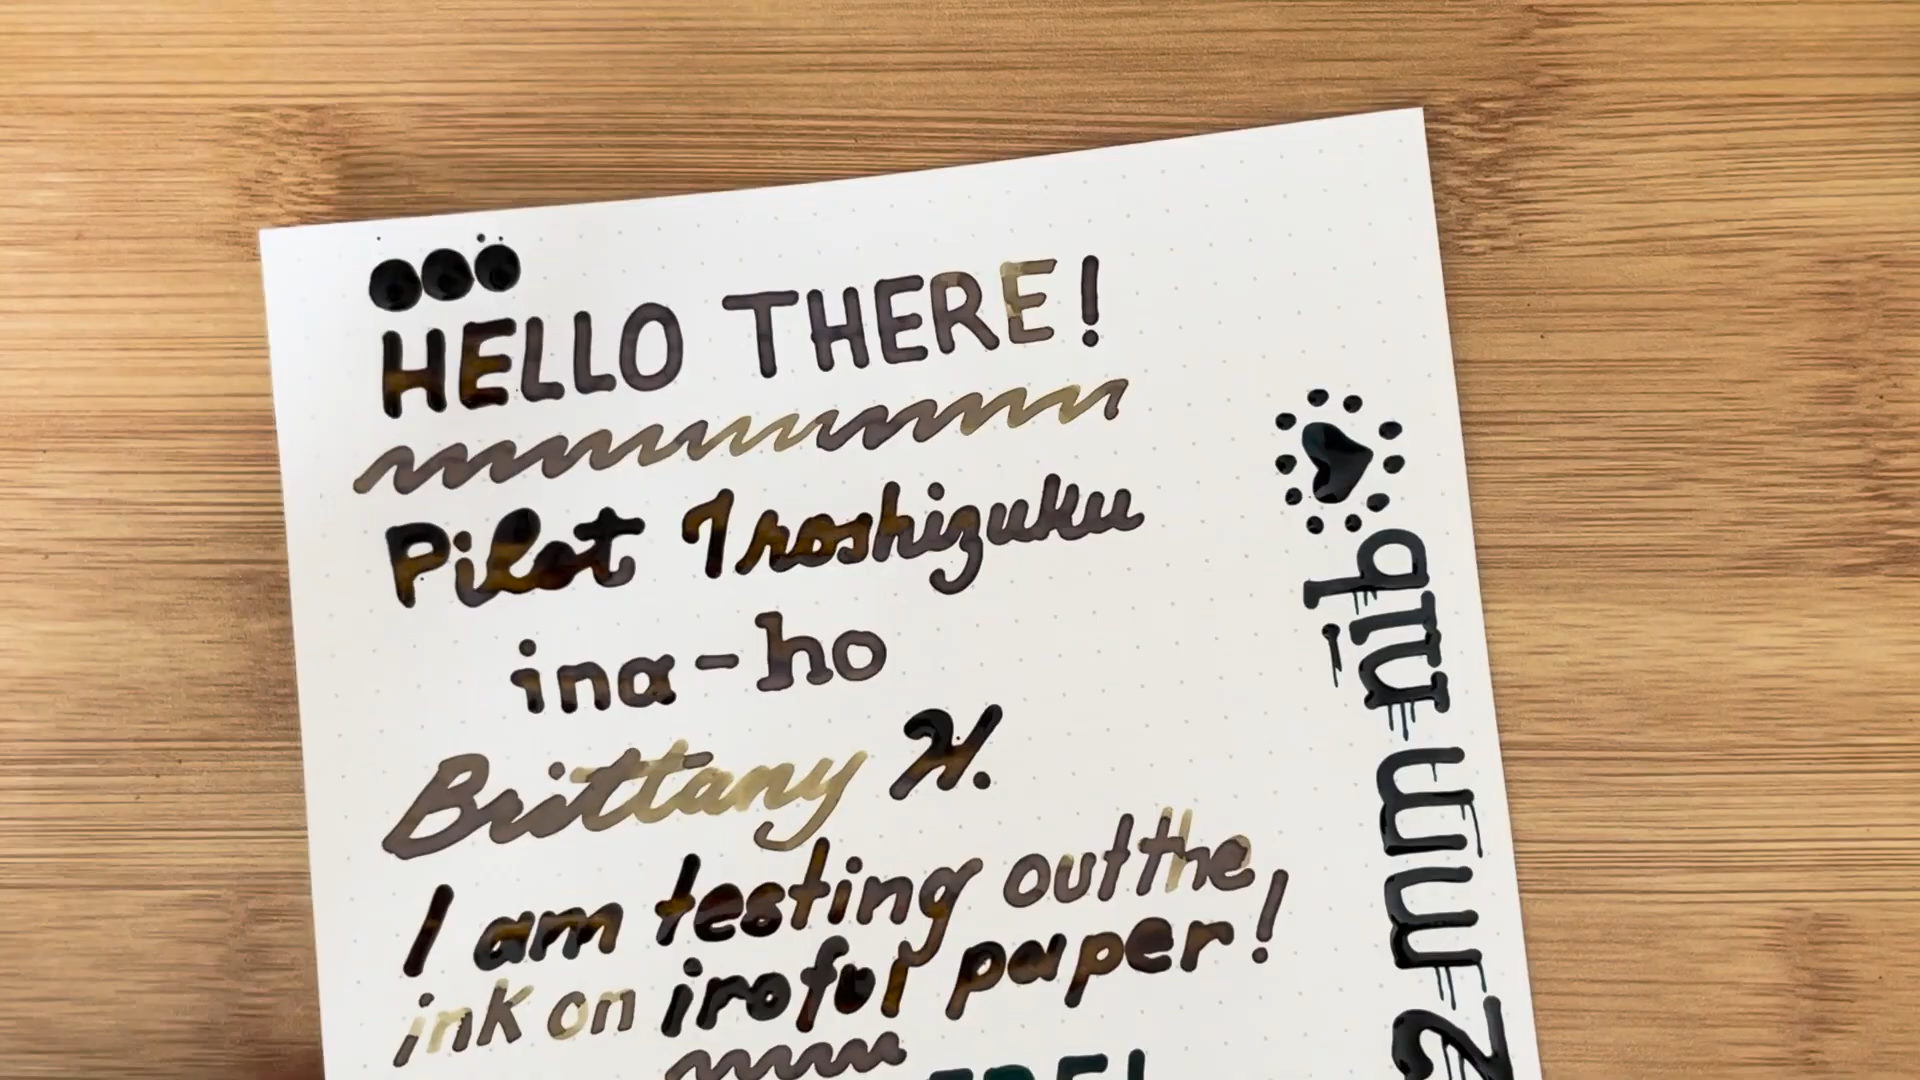 HELLO THERE!
Pilot Iroshizuku
ina-ho
Brittany H.
I am testing out the
ink on iroful paper!
2mm nib